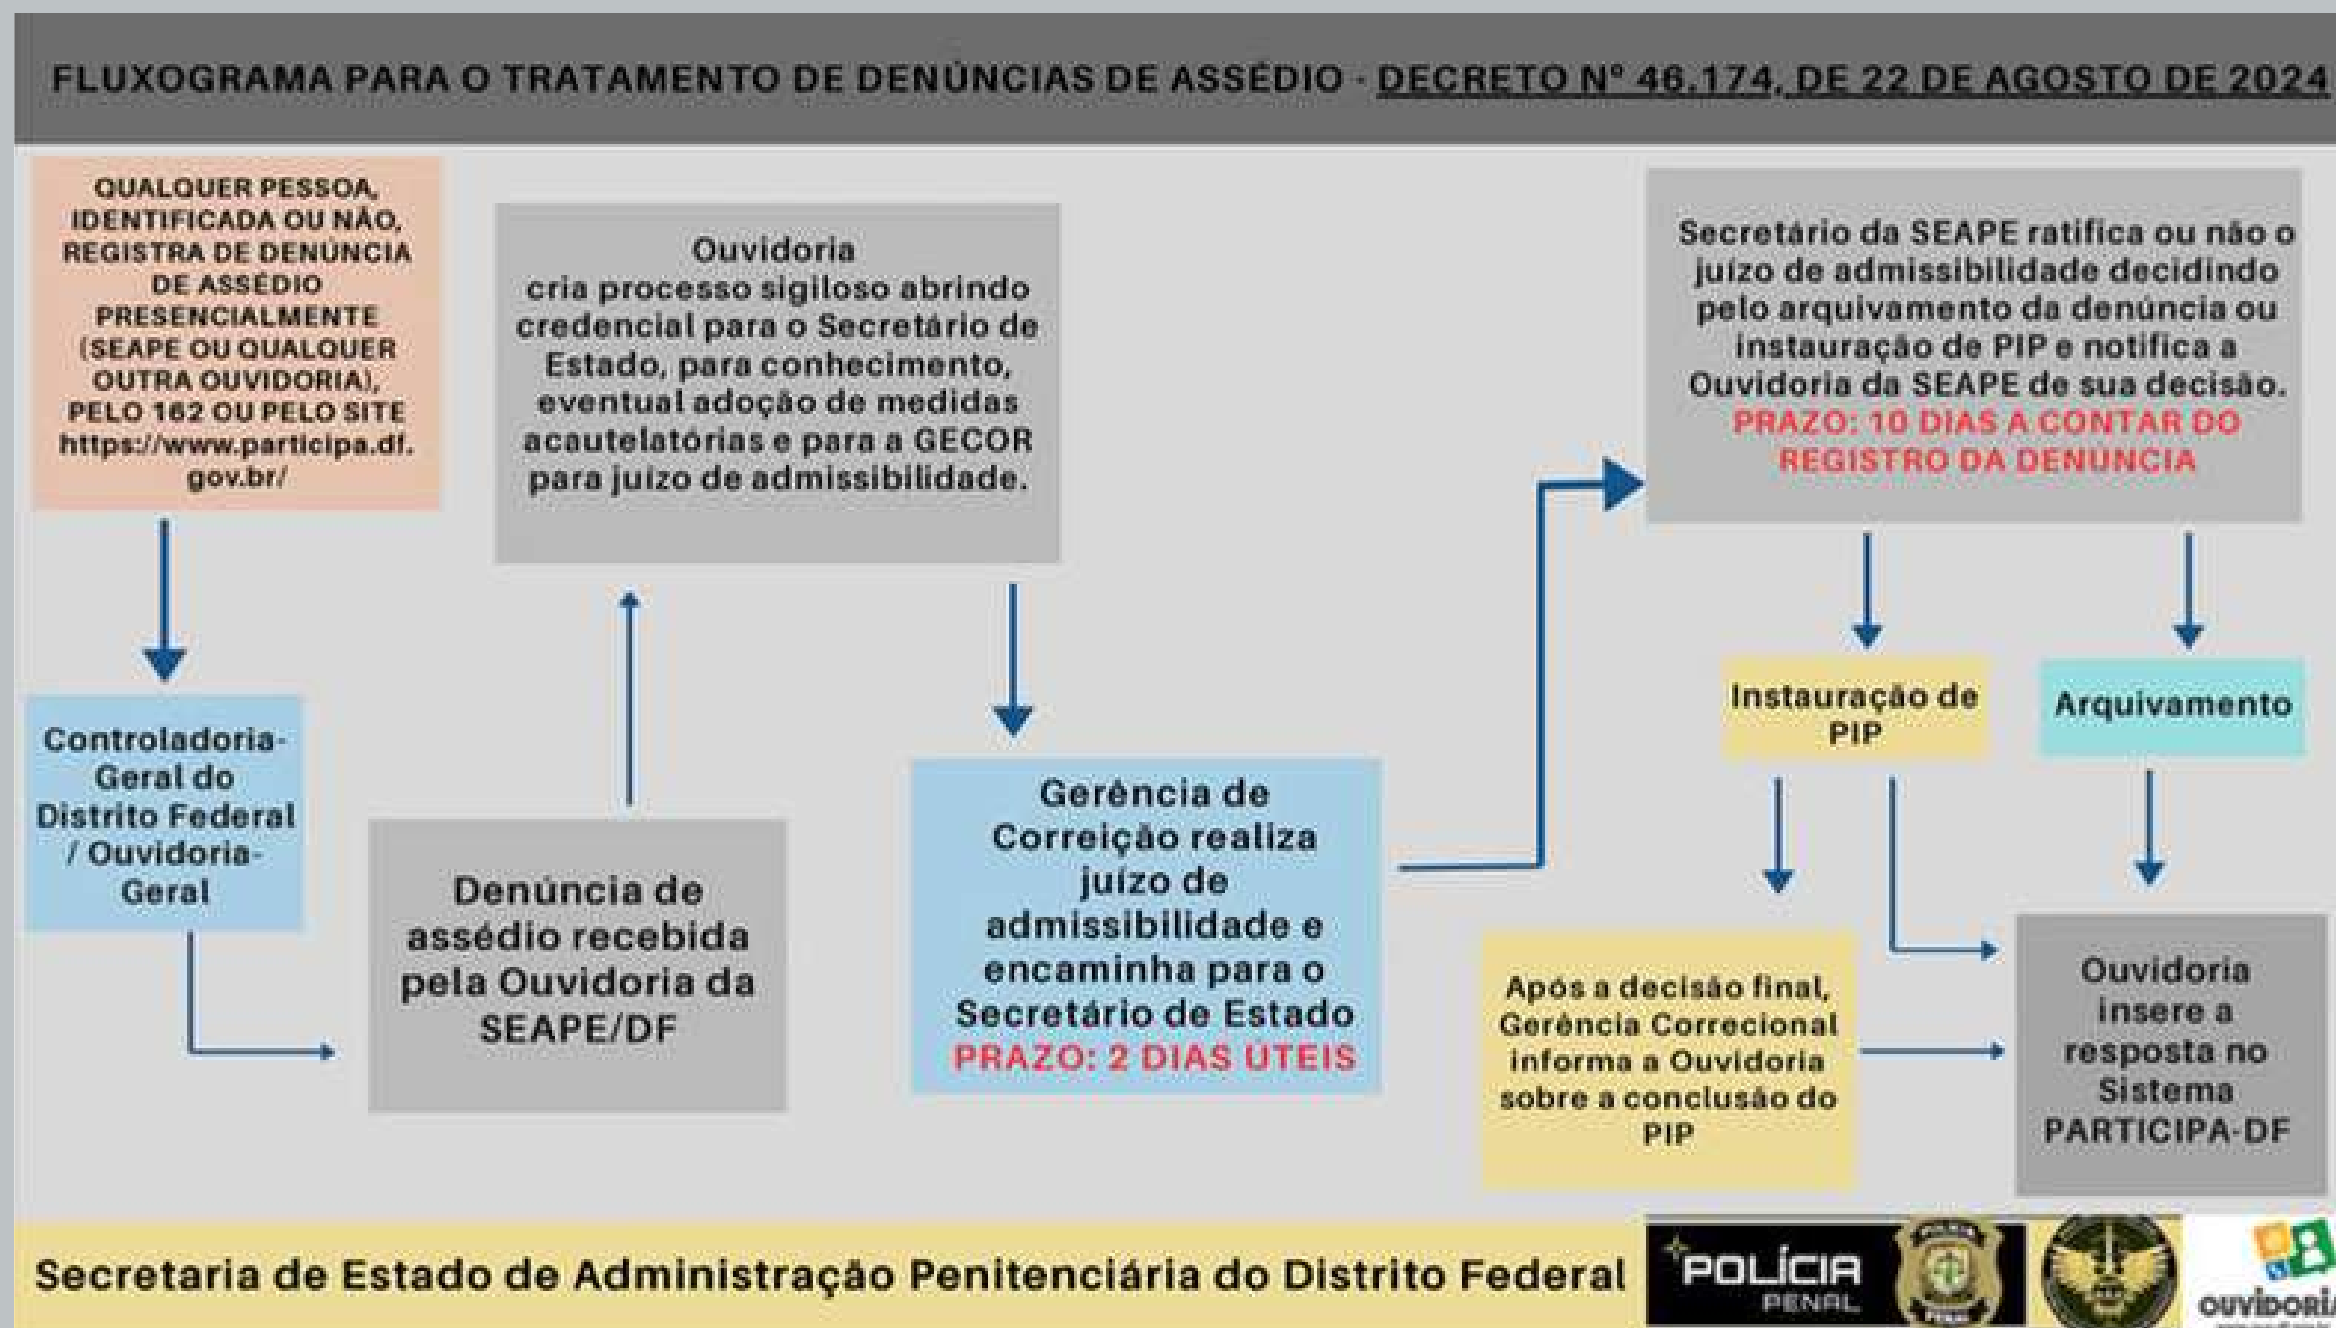 FLUXOGRAMA PARA O TRATAMENTO DE DENÚNCIAS DE ASSÉDIO - DECRETO Nº 46.174, DE 22 DE AGOSTO DE 2024
QUALQUER PESSOA,
IDENTIFICADA OU NÃO,
REGISTRA DE DENÚNCIA
DE ASSÉDIO
PRESENCIALMENTE
(SEAPE OU QUALQUER
OUTRA OUVIDORIA),
PELO 162 OU PELO SITE
https://www.participa.df.
gov.br/
Controladoria-
Geral do
Distrito Federal
/ Ouvidoria-
Geral
Denúncia de
assédio recebida
pela Ouvidoria da
SEAPE/DF
Ouvidoria
cria processo sigiloso abrindo
credencial para o Secretário de
Estado, para conhecimento,
eventual adoção de medidas
acautelatórias e para a GECOR
para juízo de admissibilidade.
Gerência de
Correição realiza
juízo de
admissibilidade e
encaminha para o
Secretário de Estado
PRAZO: 2 DIAS ÚTEIS
Secretário da SEAPE ratifica ou não o
juízo de admissibilidade decidindo
pelo arquivamento da denúncia ou
instauração de PIP e notifica a
Ouvidoria da SEAPE de sua decisão.
PRAZO: 10 DIAS A CONTAR DO
REGISTRO DA DENÚNCIA
Instauração de
PIP
Arquivamento
Após a decisão final,
Gerência Correcional
informa a Ouvidoria
sobre a conclusão do
PIP
Ouvidoria
insere a
resposta no
Sistema
PARTICIPA-DF
Secretaria de Estado de Administração Penitenciária do Distrito Federal
POLÍCIA
PENAL
POLÍCIA
PENAL
OUVIDORIA